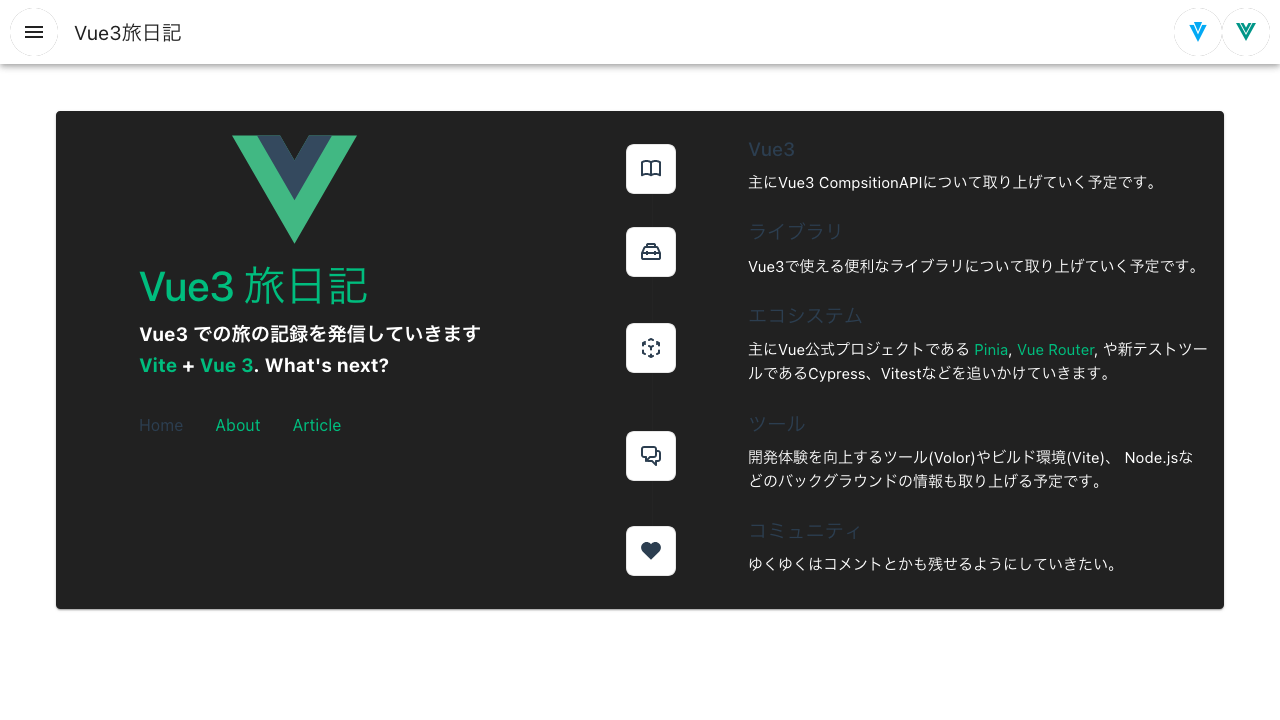 Vue3旅日記
Vue3 旅日記
Vue3 での旅の記録を発信していきます
Vite + Vue 3. What's next?
Home About Article
Vue3
主にVue3 CompsitionAPIについて取り上げていく予定です。
ライブラリ
Vue3で使える便利なライブラリについて取り上げていく予定です。
エコシステム
主にVue公式プロジェクトである Pinia, Vue Router, や新テストツー
ルであるCypress、Vitestなどを追いかけていきます。
ツール
開発体験を向上するツール(Volor)やビルド環境(Vite)、 Node.jsな
どのバックグラウンドの情報も取り上げる予定です。
コミュニティ
ゆくゆくはコメントとかも残せるようにしていきたい。